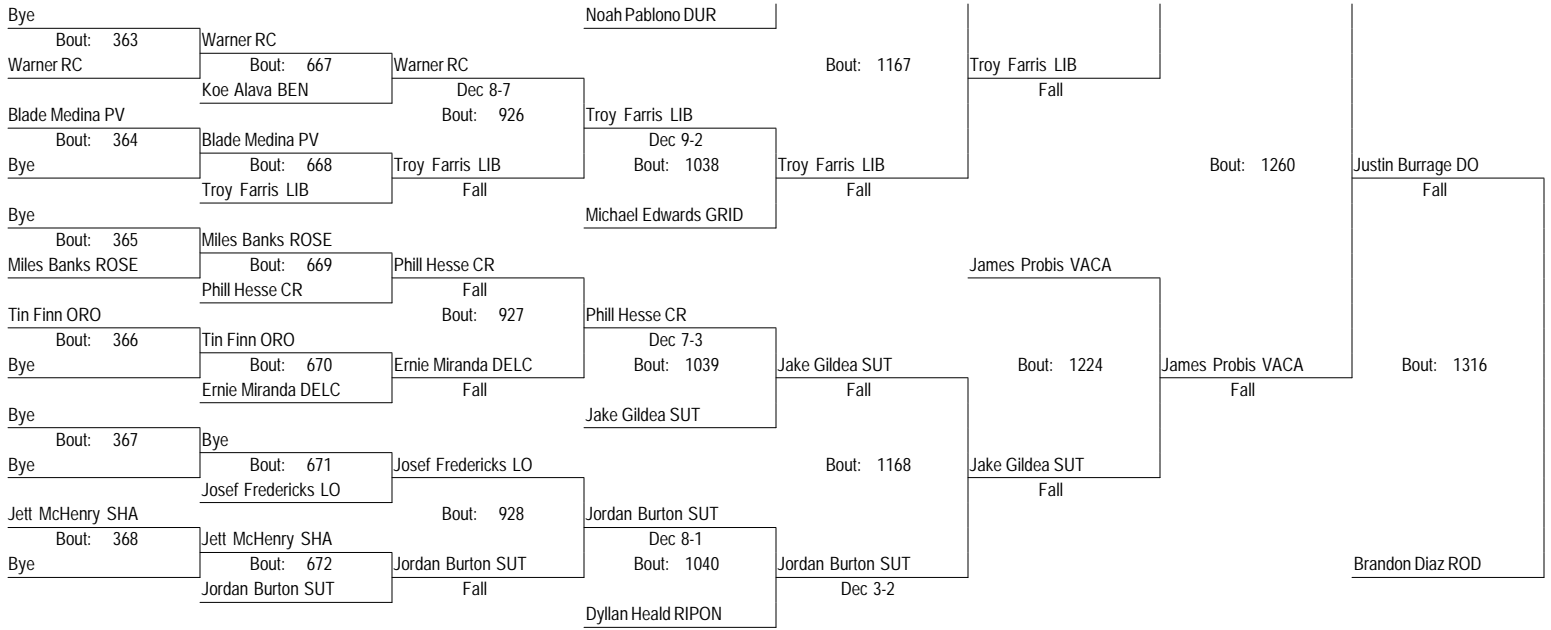 Bye
Noah Pablono DUR
Bout: 363
Warner RC
Warner RC
Bout: 667
Warner RC
Bout: 1167
Troy Farris LIB
Koe Alava BEN
Dec 8-7
Fall
Blade Medina PV
Bout: 926
Troy Farris LIB
Bout: 364
Blade Medina PV
Dec 9-2
Bye
Bout: 668
Troy Farris LIB
Bout: 1038
Troy Farris LIB
Bout: 1260
Justin Burrage DO
Troy Farris LIB
Fall
Fall
Fall
Bye
Michael Edwards GRID
Bout: 365
Miles Banks ROSE
Miles Banks ROSE
Bout: 669
Phill Hesse CR
James Probis VACA
Phill Hesse CR
Fall
Tin Finn ORO
Bout: 927
Phill Hesse CR
Bout: 366
Tin Finn ORO
Dec 7-3
Bye
Bout: 670
Ernie Miranda DELC
Bout: 1039
Jake Gildea SUT
Bout: 1224
James Probis VACA
Bout: 1316
Ernie Miranda DELC
Fall
Fall
Fall
Bye
Jake Gildea SUT
Bout: 367
Bye
Bye
Bout: 671
Josef Fredericks LO
Bout: 1168
Jake Gildea SUT
Josef Fredericks LO
Fall
Jett McHenry SHA
Bout: 928
Jordan Burton SUT
Bout: 368
Jett McHenry SHA
Dec 8-1
Bye
Bout: 672
Jordan Burton SUT
Bout: 1040
Jordan Burton SUT
Brandon Diaz ROD
Jordan Burton SUT
Fall
Dec 3-2
Dyllan Heald RIPON